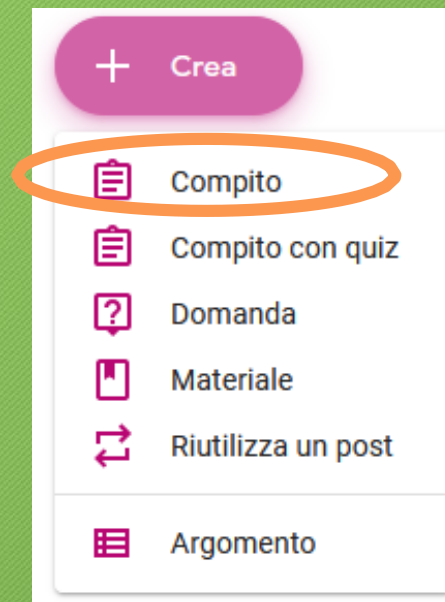 Crea
Compito
Compito con quiz
Domanda
Materiale
Riutilizza un post
Argomento